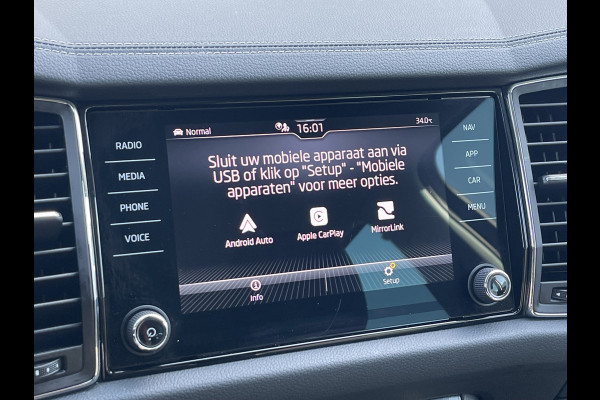 Normal 16:01 34.0°C
RADIO
MEDIA
PHONE
VOICE
NAV
APP
CAR
MENU
Sluit uw mobiele apparaat aan via
USB of klik op "Setup" - "Mobiele
apparaten" voor meer opties.
Android Auto Apple CarPlay MirrorLink
Info Setup